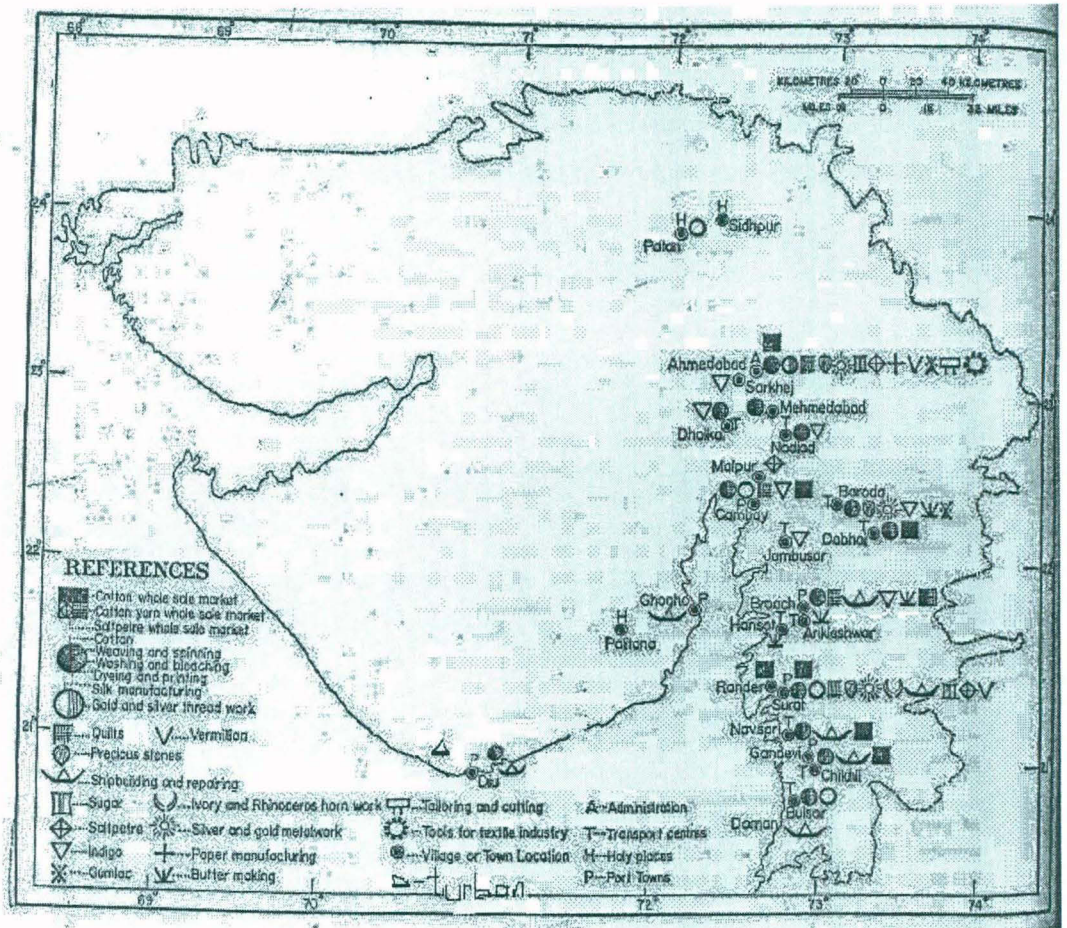 68 69 70° 71 72 73 74
KILOMETRES 20 0 20 40 KILOMETRES
MILES 0 16 32 MILES
24
H H
Sidhpur
Patan
Ahmedabad A
23
Sarkhej
Mehmedabad
Dholka T
T
Nadiad
Malpur
P
Cambay
Baroda
T
T
Dabhoi
T
Jambusar
22
Ghogho P
Broach P
Hansot T
Ankleshwar
H
Palitana
Rander P
Surat
Navsari T
Gandevi
T Chikhli
T
Bulsar
Daman
21
P
Diu
REFERENCES
Cotton whole sale market
Cotton yarn whole sale market
Saltpetre whole sale market
Cotton
Weaving and spinning
Washing and bleaching
Dyeing and printing
Silk manufacturing
Gold and silver thread work
Quilts V Vermilion
Precious stones
Shipbuilding and repairing
Sugar Ivory and Rhinoceros horn work Tailoring and cutting A-Administration
Saltpetre Silver and gold metalwork Tools for textile industry T-Transport centres
Indigo Paper manufacturing Village or Town Location H-Holy places
Gumlac Butter making P-Port Towns
69 70° 72 73 74